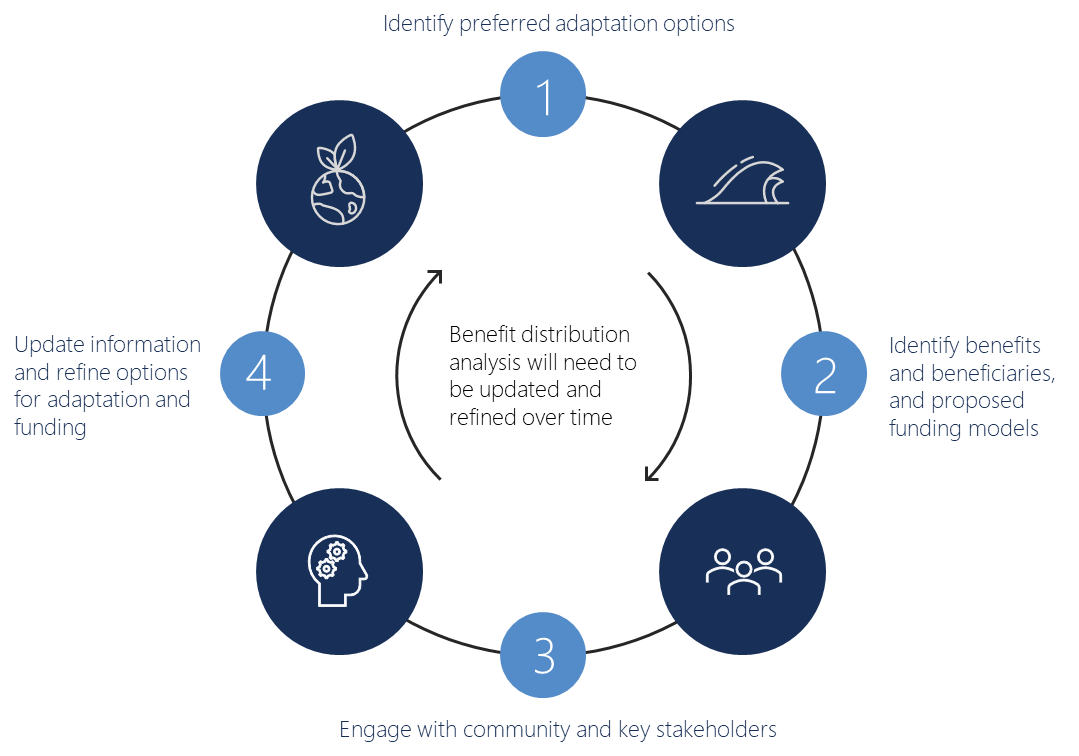 Identify preferred adaptation options
1
2
Identify benefits
and beneficiaries,
and proposed
funding models
3
Engage with community and key stakeholders
4
Update information
and refine options
for adaptation and
funding
Benefit distribution
analysis will need to
be updated and
refined over time